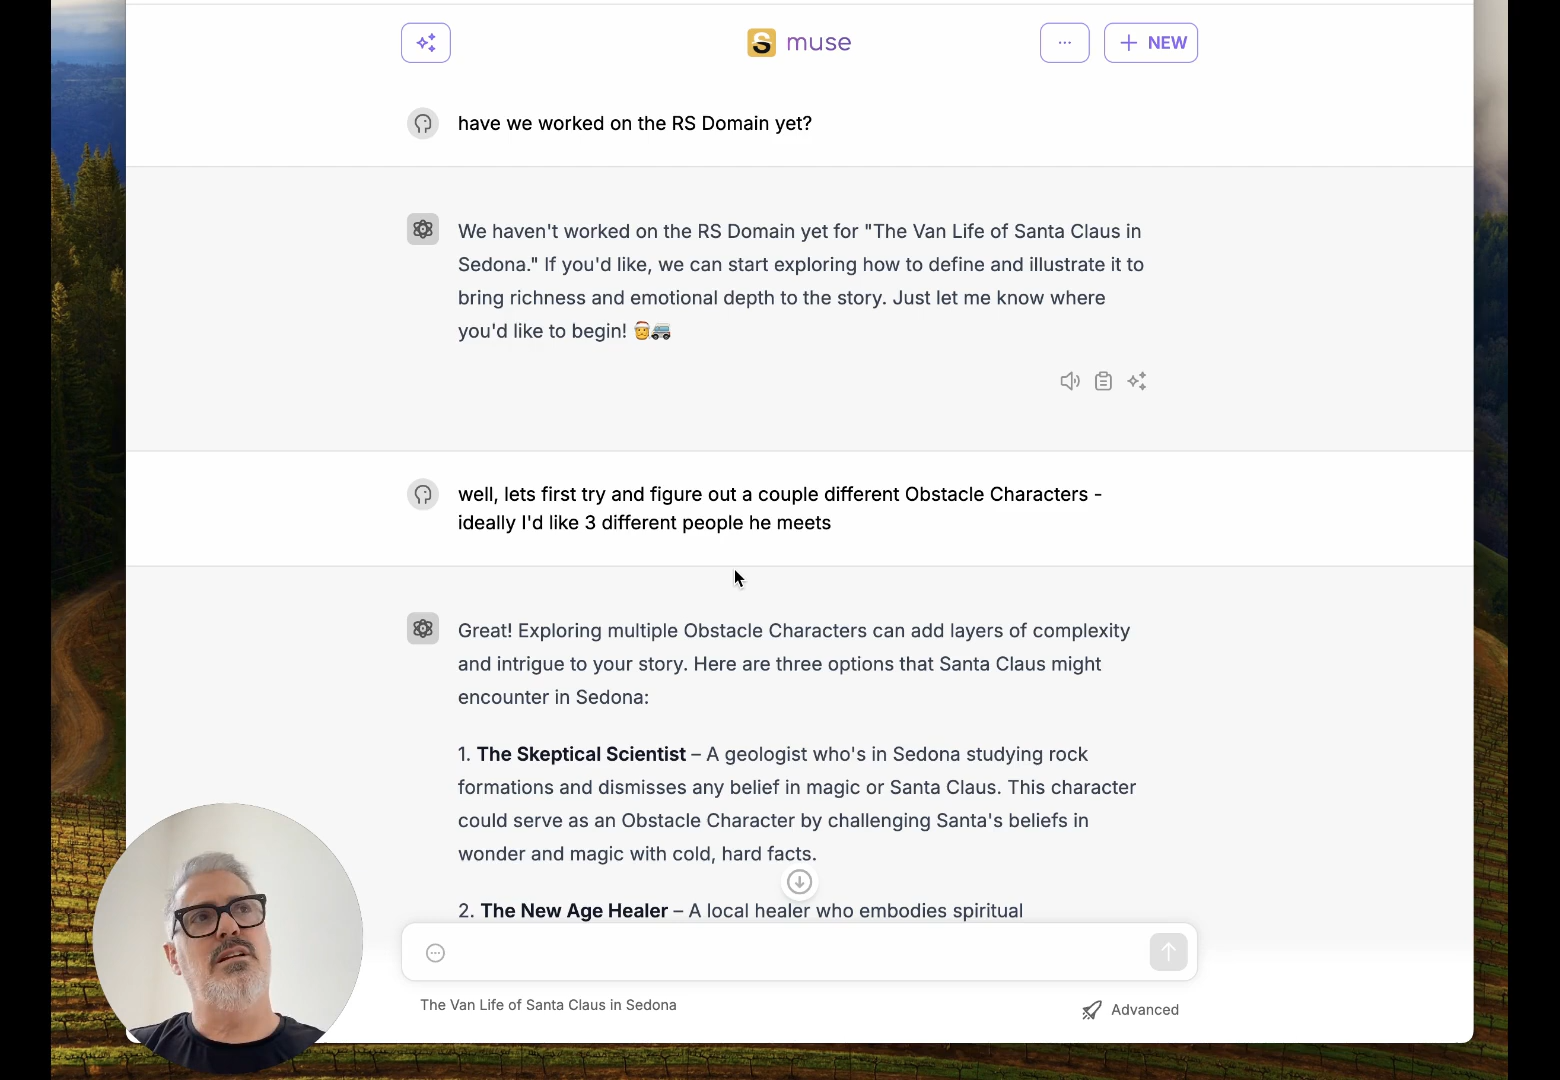 S muse
...
+ NEW
have we worked on the RS Domain yet?
We haven't worked on the RS Domain yet for "The Van Life of Santa Claus in
Sedona." If you'd like, we can start exploring how to define and illustrate it to
bring richness and emotional depth to the story. Just let me know where
you'd like to begin! 🎅🚐
well, lets first try and figure out a couple different Obstacle Characters -
ideally I'd like 3 different people he meets
Great! Exploring multiple Obstacle Characters can add layers of complexity
and intrigue to your story. Here are three options that Santa Claus might
encounter in Sedona:
1. The Skeptical Scientist – A geologist who's in Sedona studying rock
formations and dismisses any belief in magic or Santa Claus. This character
could serve as an Obstacle Character by challenging Santa's beliefs in
wonder and magic with cold, hard facts.
2. The New Age Healer – A local healer who embodies spiritual
The Van Life of Santa Claus in Sedona
Advanced